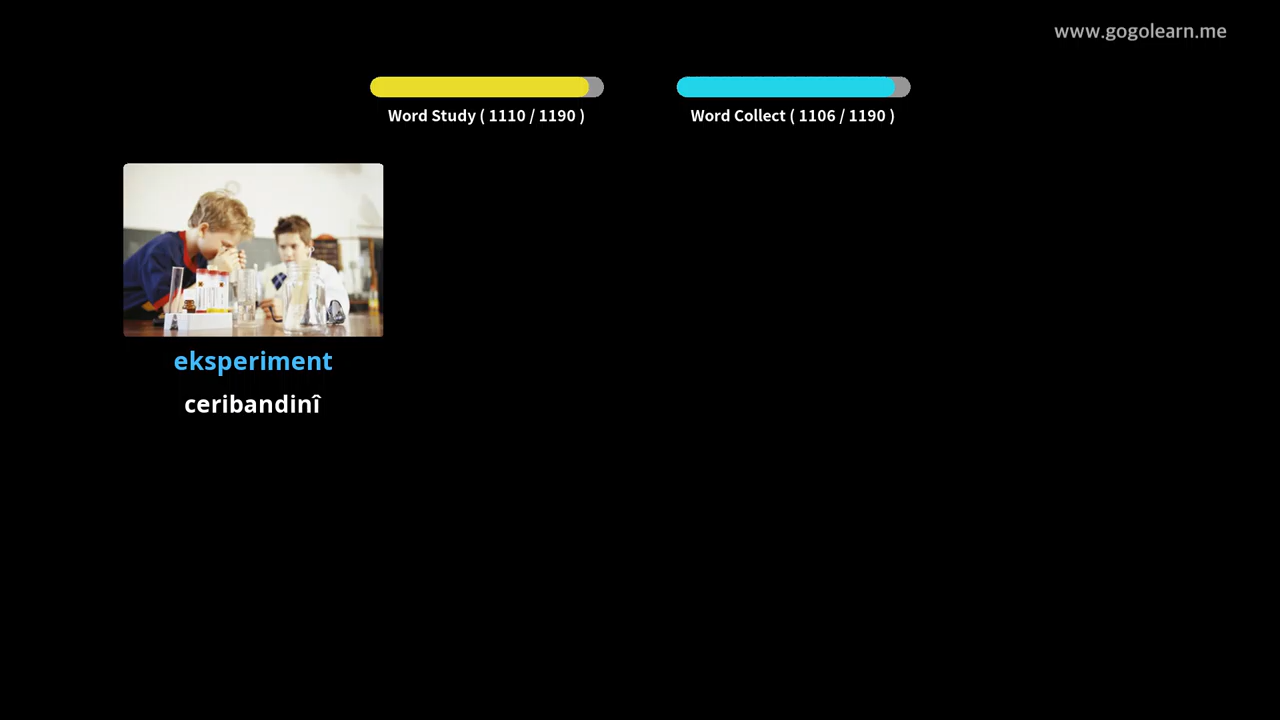 www.gogolearn.me
Word Study ( 1110 / 1190 )
Word Collect ( 1106 / 1190 )
eksperiment
ceribandinî